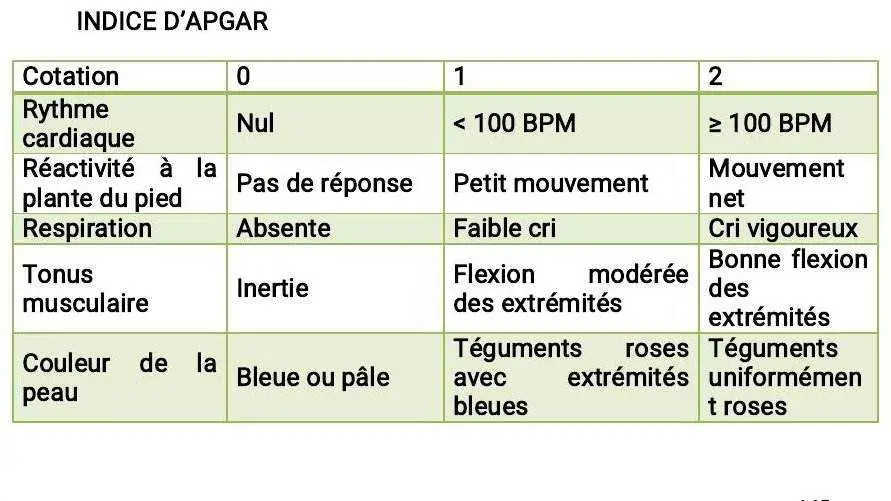 INDICE D'APGAR
Cotation 0 1 2
Rythme cardiaque Nul < 100 BPM ≥ 100 BPM
Réactivité à la plante du pied Pas de réponse Petit mouvement Mouvement net
Respiration Absente Faible cri Cri vigoureux
Tonus musculaire Inertie Flexion modérée des extrémités Bonne flexion des extrémités
Couleur de la peau Bleue ou pâle Téguments roses avec extrémités bleues Téguments uniformément roses